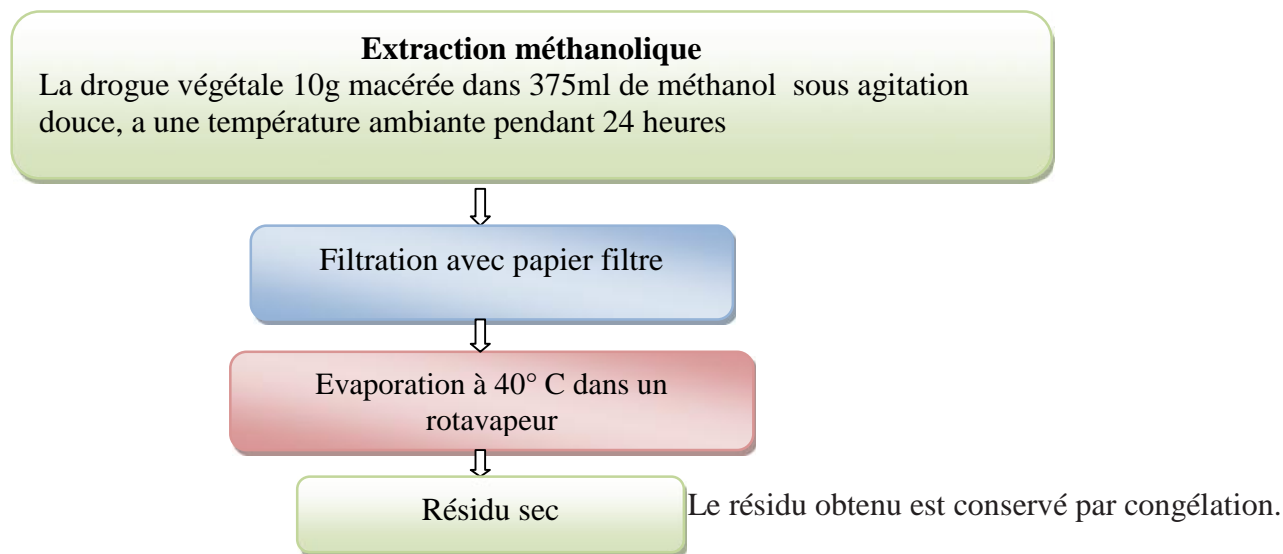 Extraction méthanolique
La drogue végétale 10g macérée dans 375ml de méthanol sous agitation
douce, a une température ambiante pendant 24 heures
Filtration avec papier filtre
Evaporation à 40° C dans un
rotavapeur
Résidu sec
Le résidu obtenu est conservé par congélation.